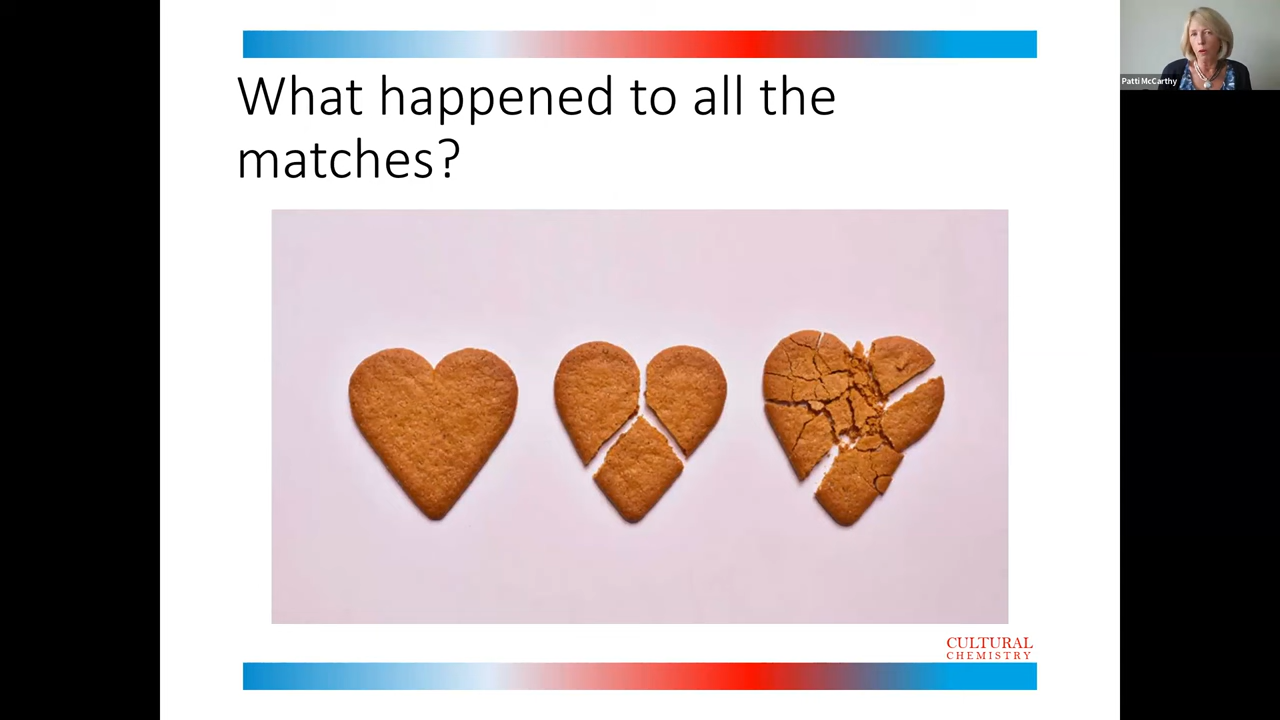 What happened to all the
matches?
Patti McCarthy
CULTURAL
CHEMISTRY